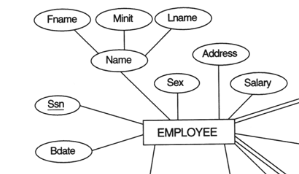 Fname
Minit
Lname
Name
Address
Sex
Salary
Ssn
EMPLOYEE
Bdate